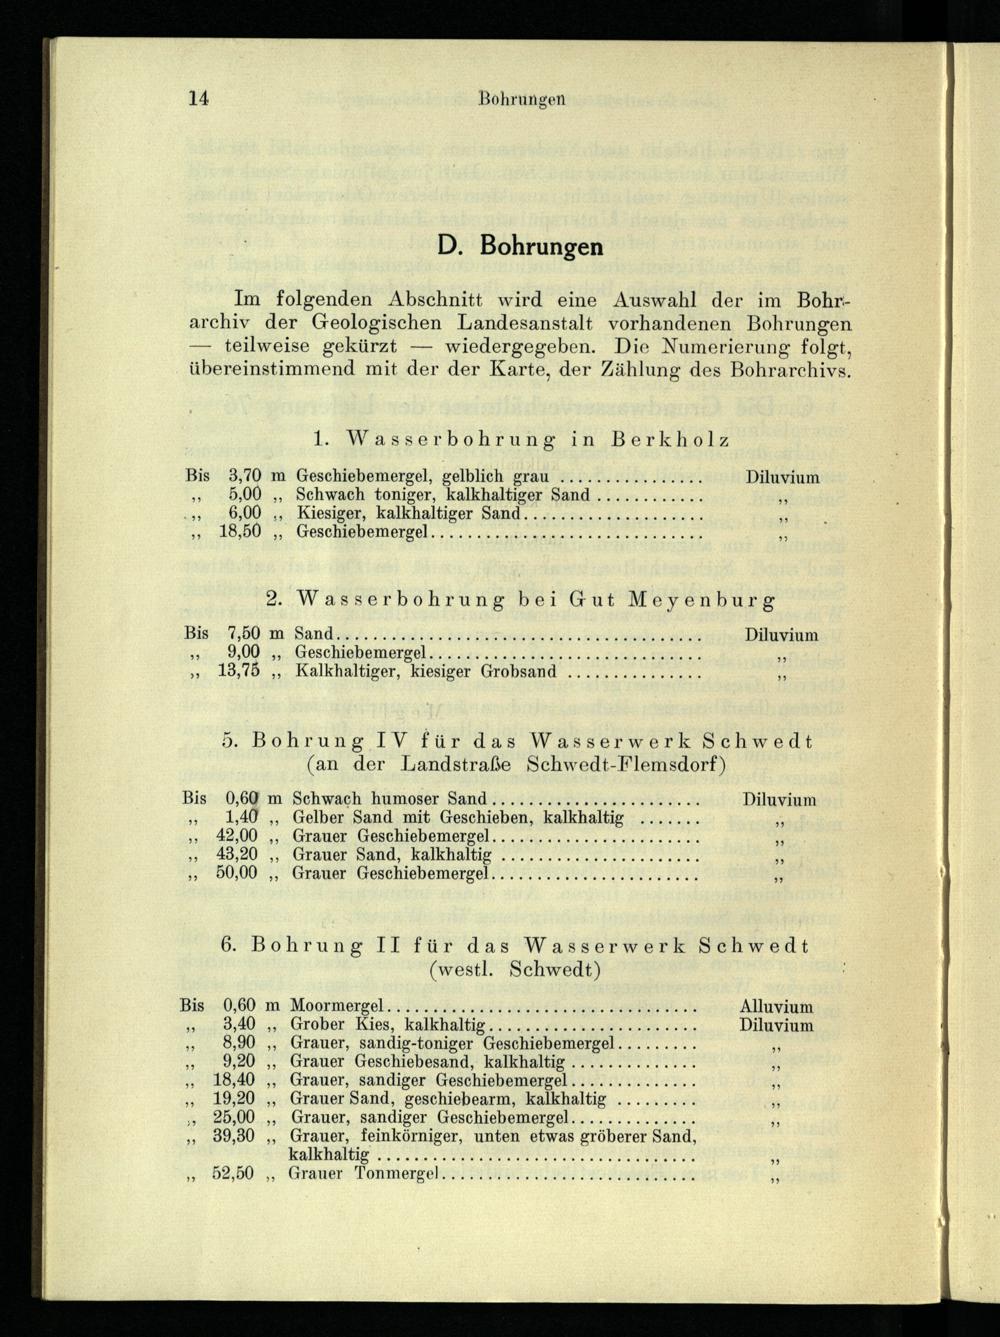 14
Bohrungen
D. Bohrungen
Im folgenden Abschnitt wird eine Auswahl der im Bohr-
archiv der Geologischen Landesanstalt vorhandenen Bohrungen
— teilweise gekürzt — wiedergegeben. Die Numerierung folgt,
übereinstimmend mit der der Karte, der Zählung des Bohrarchivs.
1. Wasserbohrung in Berkholz
Bis 3,70 m Geschiebemergel, gelblich grau ................ Diluvium
„ 5,00 „ Schwach toniger, kalkhaltiger Sand ............ „
„ 6,00 „ Kiesiger, kalkhaltiger Sand.................... „
„ 18,50 „ Geschiebemergel.............................. „
2. Wasserbohrung bei Gut Meyenburg
Bis 7,50 m Sand........................................ Diluvium
„ 9,00 „ Geschiebemergel.............................. „
„ 13,75 „ Kalkhaltiger, kiesiger Grobsand ............... „
5. Bohrung IV für das Wasserwerk Schwedt
(an der Landstraße Schwedt-Flemsdorf)
Bis 0,60 m Schwach humoser Sand....................... Diluvium
„ 1,40 „ Gelber Sand mit Geschieben, kalkhaltig ....... „
„ 42,00 „ Grauer Geschiebemergel....................... „
„ 43,20 „ Grauer Sand, kalkhaltig ...................... „
„ 50,00 „ Grauer Geschiebemergel....................... „
6. Bohrung II für das Wasserwerk Schwedt
(westl. Schwedt)
Bis 0,60 m Moormergel.................................. Alluvium
„ 3,40 „ Grober Kies, kalkhaltig....................... Diluvium
„ 8,90 „ Grauer, sandig-toniger Geschiebemergel......... „
„ 9,20 „ Grauer Geschiebesand, kalkhaltig .............. „
„ 18,40 „ Grauer, sandiger Geschiebemergel.............. „
„ 19,20 „ Grauer Sand, geschiebearm, kalkhaltig ......... „
„ 25,00 „ Grauer, sandiger Geschiebemergel.............. „
„ 39,30 „ Grauer, feinkörniger, unten etwas gröberer Sand,
kalkhaltig ................................... „
„ 52,50 „ Grauer Tonmergel............................ „